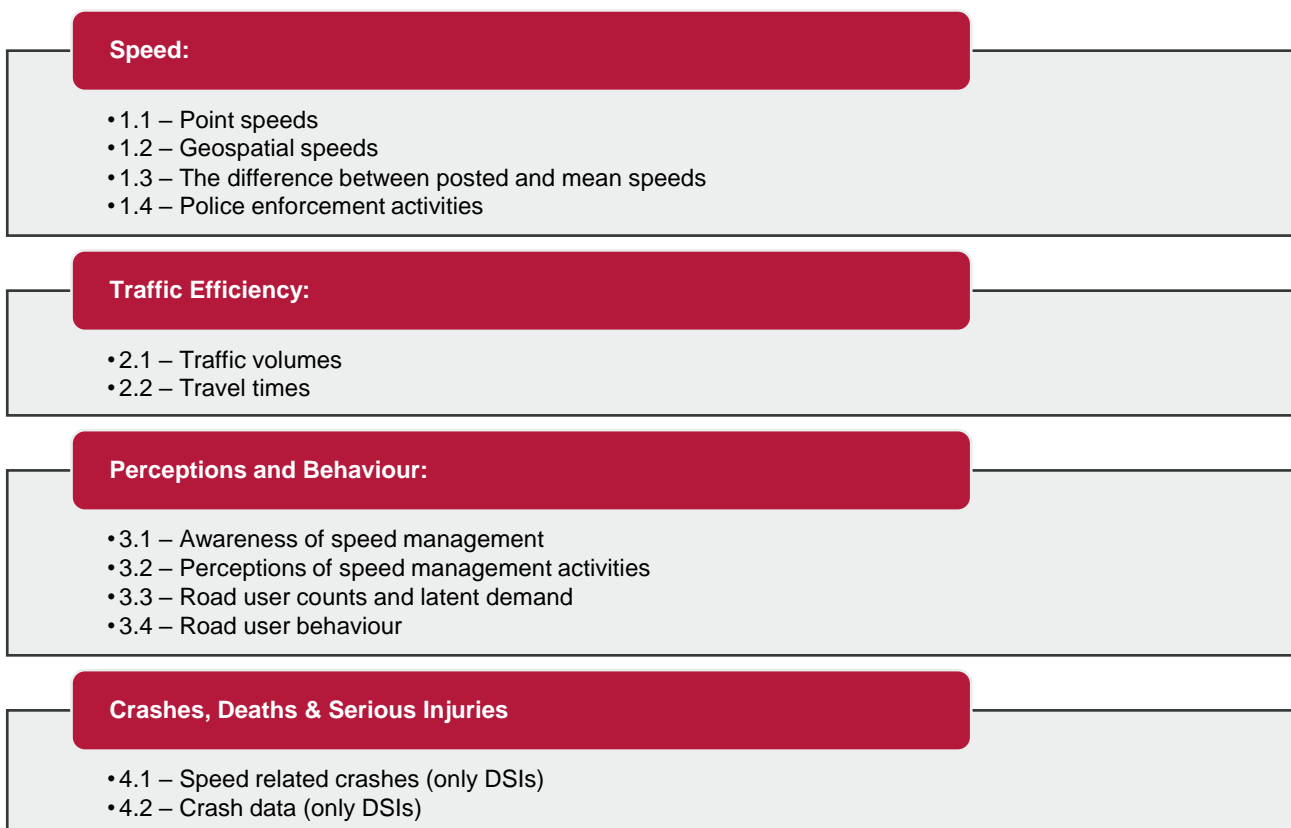 Speed:
•1.1 – Point speeds
•1.2 – Geospatial speeds
•1.3 – The difference between posted and mean speeds
•1.4 – Police enforcement activities
Traffic Efficiency:
•2.1 – Traffic volumes
•2.2 – Travel times
Perceptions and Behaviour:
•3.1 – Awareness of speed management
•3.2 – Perceptions of speed management activities
•3.3 – Road user counts and latent demand
•3.4 – Road user behaviour
Crashes, Deaths & Serious Injuries
•4.1 – Speed related crashes (only DSIs)
•4.2 – Crash data (only DSIs)